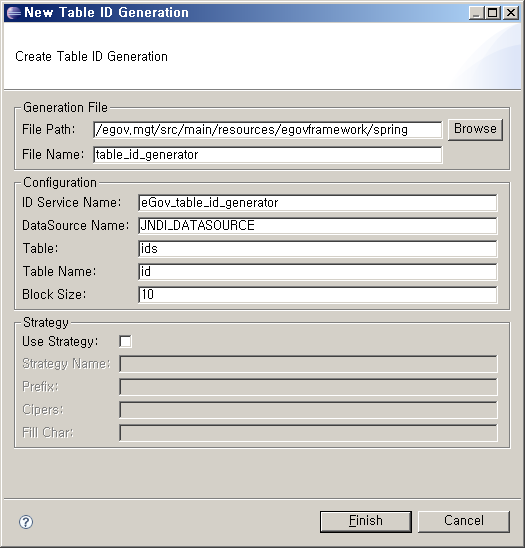 New Table ID Generation
Create Table ID Generation
Generation File
File Path: /egov.mgt/src/main/resources/egovframework/spring Browse
File Name: table_id_generator
Configuration
ID Service Name: eGov_table_id_generator
DataSource Name: JNDI_DATASOURCE
Table: ids
Table Name: id
Block Size: 10
Strategy
Use Strategy:
Strategy Name:
Prefix:
Cipers:
Fill Char:
? Finish Cancel